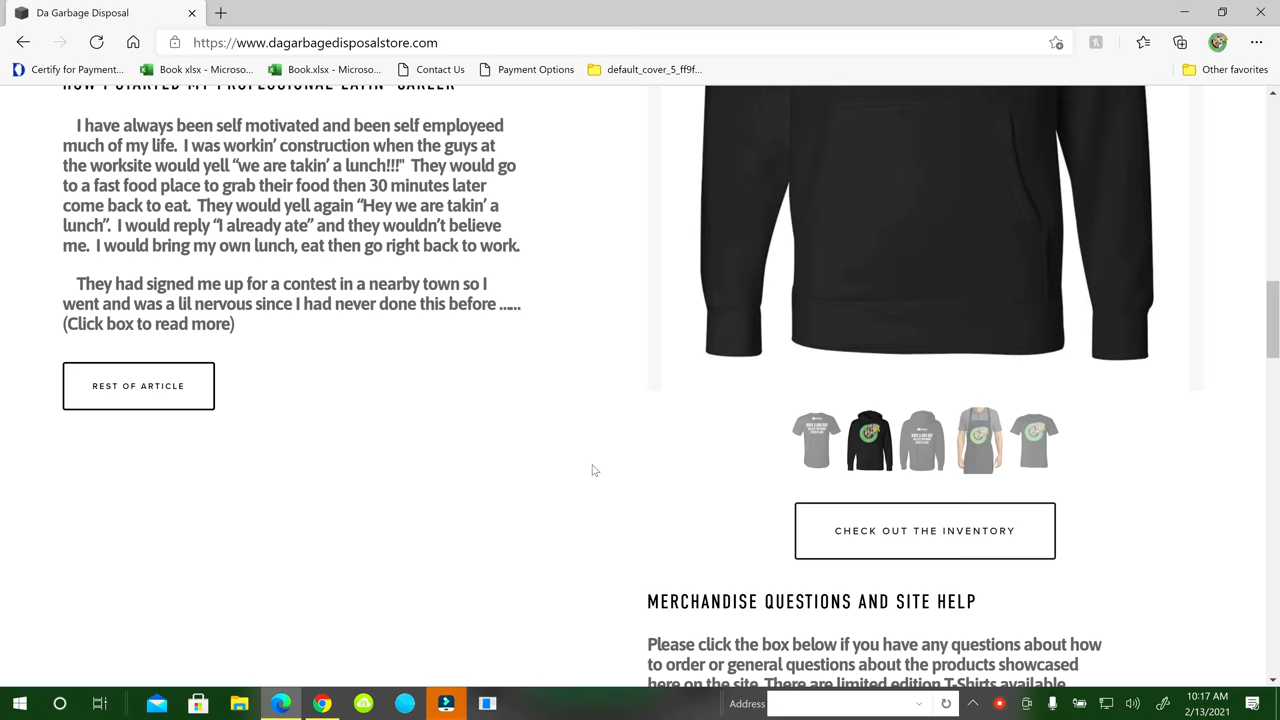 Da Garbage Disposal
https://www.dagarbagedisposalstore.com
Certify for Payment...
Book xlsx - Microso...
Book.xlsx - Microso...
Contact Us
Payment Options
default_cover_5_ff9f...
Other favorites
HOW I STARTED MY PROFESSIONAL EATIN' CAREER
I have always been self motivated and been self employeed
much of my life. I was workin’ construction when the guys at
the worksite would yell “we are takin’ a lunch!!!" They would go
to a fast food place to grab their food then 30 minutes later
come back to eat. They would yell again “Hey we are takin’ a
lunch”. I would reply “I already ate” and they wouldn’t believe
me. I would bring my own lunch, eat then go right back to work.
They had signed me up for a contest in a nearby town so I
went and was a lil nervous since I had never done this before ......
(Click box to read more)
REST OF ARTICLE
CHECK OUT THE INVENTORY
MERCHANDISE QUESTIONS AND SITE HELP
Please click the box below if you have any questions about how
to order or general questions about the products showcased
here on the site. There are limited edition T-Shirts available
Address
10:17 AM
2/13/2021